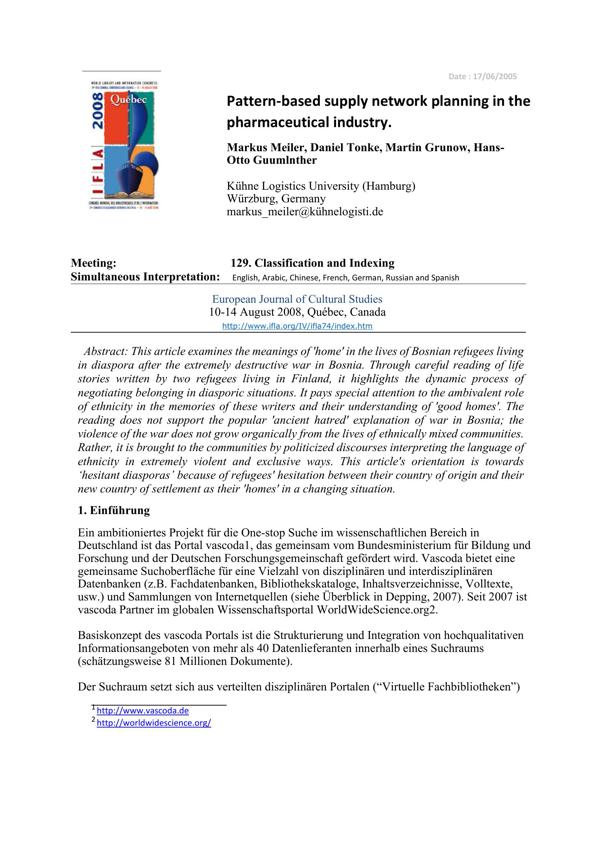 Date : 17/06/2005
WORLD LIBRARY AND INFORMATION CONGRESS:
IFLA 2008
Québec
Pattern-based supply network planning in the
pharmaceutical industry.
Markus Meiler, Daniel Tonke, Martin Grunow, Hans-
Otto Guumlnther
Kühne Logistics University (Hamburg)
Würzburg, Germany
markus_meiler@kühnelogisti.de
Meeting: 129. Classification and Indexing
Simultaneous Interpretation: English, Arabic, Chinese, French, German, Russian and Spanish
European Journal of Cultural Studies
10-14 August 2008, Québec, Canada
http://www.ifla.org/IV/ifla74/index.htm
Abstract: This article examines the meanings of 'home' in the lives of Bosnian refugees living
in diaspora after the extremely destructive war in Bosnia. Through careful reading of life
stories written by two refugees living in Finland, it highlights the dynamic process of
negotiating belonging in diasporic situations. It pays special attention to the ambivalent role
of ethnicity in the memories of these writers and their understanding of 'good homes'. The
reading does not support the popular 'ancient hatred' explanation of war in Bosnia; the
violence of the war does not grow organically from the lives of ethnically mixed communities.
Rather, it is brought to the communities by politicized discourses interpreting the language of
ethnicity in extremely violent and exclusive ways. This article's orientation is towards
‘hesitant diasporas’ because of refugees' hesitation between their country of origin and their
new country of settlement as their 'homes' in a changing situation.
1. Einführung
Ein ambitioniertes Projekt für die One-stop Suche im wissenschaftlichen Bereich in
Deutschland ist das Portal vascoda1, das gemeinsam vom Bundesministerium für Bildung und
Forschung und der Deutschen Forschungsgemeinschaft gefördert wird. Vascoda bietet eine
gemeinsame Suchoberfläche für eine Vielzahl von disziplinären und interdisziplinären
Datenbanken (z.B. Fachdatenbanken, Bibliothekskataloge, Inhaltsverzeichnisse, Volltexte,
usw.) und Sammlungen von Internetquellen (siehe Überblick in Depping, 2007). Seit 2007 ist
vascoda Partner im globalen Wissenschaftsportal WorldWideScience.org2.
Basiskonzept des vascoda Portals ist die Strukturierung und Integration von hochqualitativen
Informationsangeboten von mehr als 40 Datenlieferanten innerhalb eines Suchraums
(schätzungsweise 81 Millionen Dokumente).
Der Suchraum setzt sich aus verteilten disziplinären Portalen (“Virtuelle Fachbibliotheken”)
1 http://www.vascoda.de
2 http://worldwidescience.org/